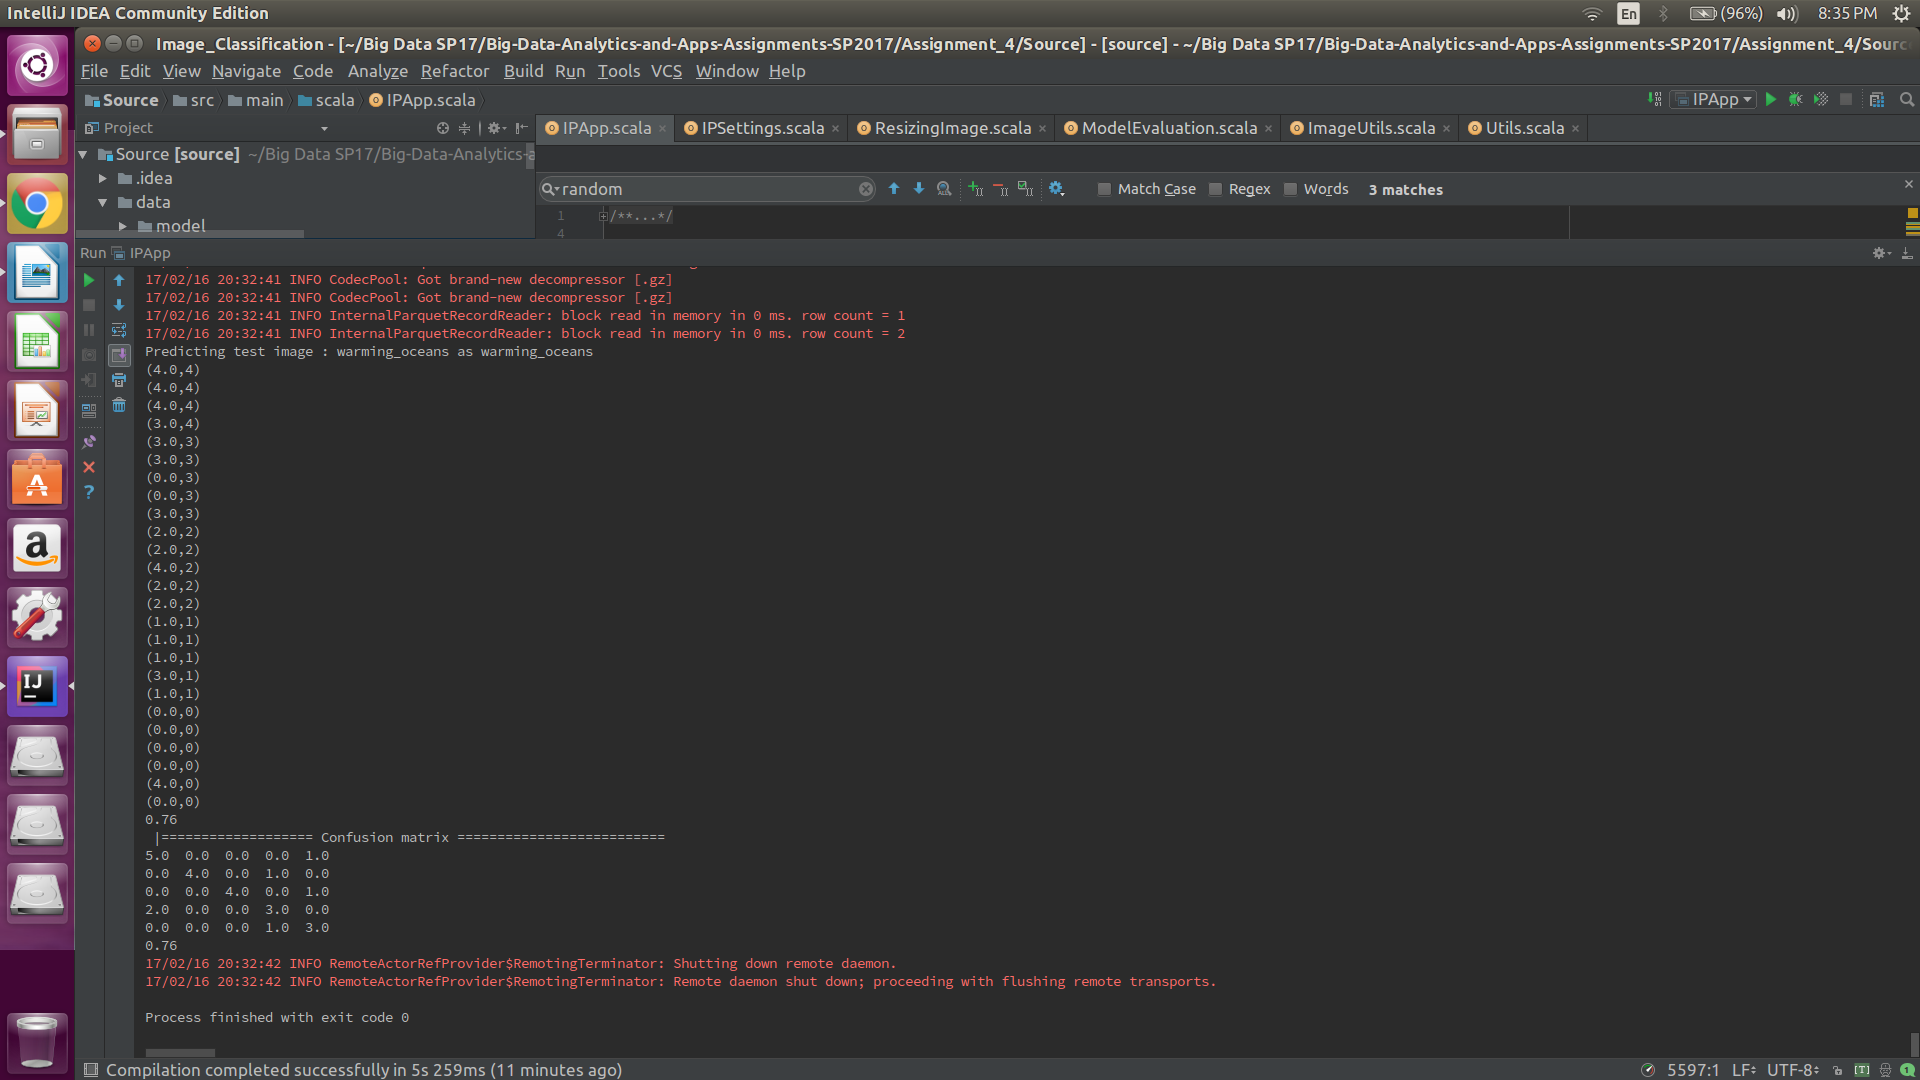 IntelliJ IDEA Community Edition
En
(96%)
8:35 PM
Image_Classification - [~/Big Data SP17/Big-Data-Analytics-and-Apps-Assignments-SP2017/Assignment_4/Source] - [source] - ~/Big Data SP17/Big-Data-Analytics-and-Apps-Assignments-SP2017/Assignment_4/Sourc
File Edit View Navigate Code Analyze Refactor Build Run Tools VCS Window Help
Source src main scala IPApp.scala
IPApp
Project
IPApp.scala IPSettings.scala ResizingImage.scala ModelEvaluation.scala ImageUtils.scala Utils.scala
Source [source] ~/Big Data SP17/Big-Data-Analytics-a
.idea
data
model
random
Match Case Regex Words 3 matches
1 /**...*/
4
Run IPApp
17/02/16 20:32:41 INFO CodecPool: Got brand-new decompressor [.gz]
17/02/16 20:32:41 INFO CodecPool: Got brand-new decompressor [.gz]
17/02/16 20:32:41 INFO InternalParquetRecordReader: block read in memory in 0 ms. row count = 1
17/02/16 20:32:41 INFO InternalParquetRecordReader: block read in memory in 0 ms. row count = 2
Predicting test image : warming_oceans as warming_oceans
(4.0,4)
(4.0,4)
(4.0,4)
(3.0,4)
(3.0,3)
(3.0,3)
(0.0,3)
(0.0,3)
(3.0,3)
(2.0,2)
(2.0,2)
(4.0,2)
(2.0,2)
(2.0,2)
(1.0,1)
(1.0,1)
(1.0,1)
(3.0,1)
(1.0,1)
(0.0,0)
(0.0,0)
(0.0,0)
(0.0,0)
(4.0,0)
(0.0,0)
0.76
|=================== Confusion matrix ==========================
5.0 0.0 0.0 0.0 1.0
0.0 4.0 0.0 1.0 0.0
0.0 0.0 4.0 0.0 1.0
2.0 0.0 0.0 3.0 0.0
0.0 0.0 0.0 1.0 3.0
0.76
17/02/16 20:32:42 INFO RemoteActorRefProvider$RemotingTerminator: Shutting down remote daemon.
17/02/16 20:32:42 INFO RemoteActorRefProvider$RemotingTerminator: Remote daemon shut down; proceeding with flushing remote transports.
Process finished with exit code 0
Compilation completed successfully in 5s 259ms (11 minutes ago)
5597:1 LF UTF-8